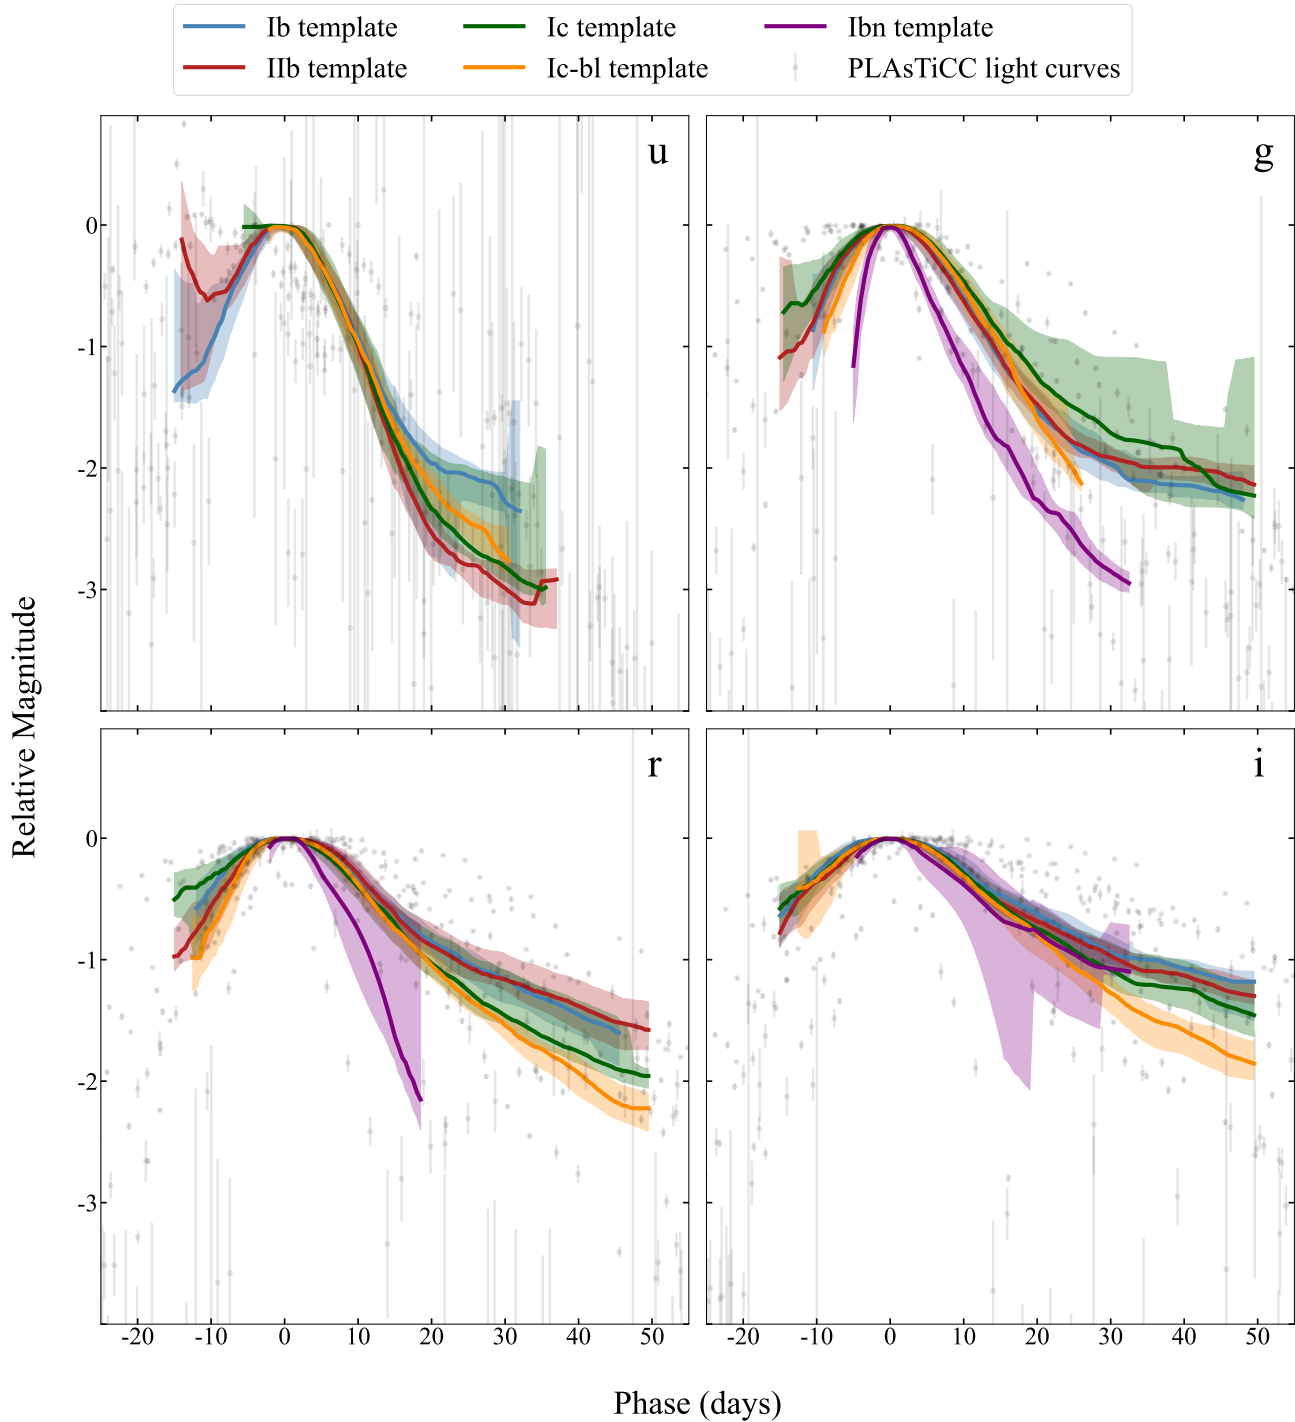 Ib template Ic template Ibn template
IIb template Ic-bl template PLAsTiCC light curves
u
g
0
-1
-2
-3
r
i
0
-1
-2
-3
-20 -10 0 10 20 30 40 50 -20 -10 0 10 20 30 40 50
Relative Magnitude
Phase (days)